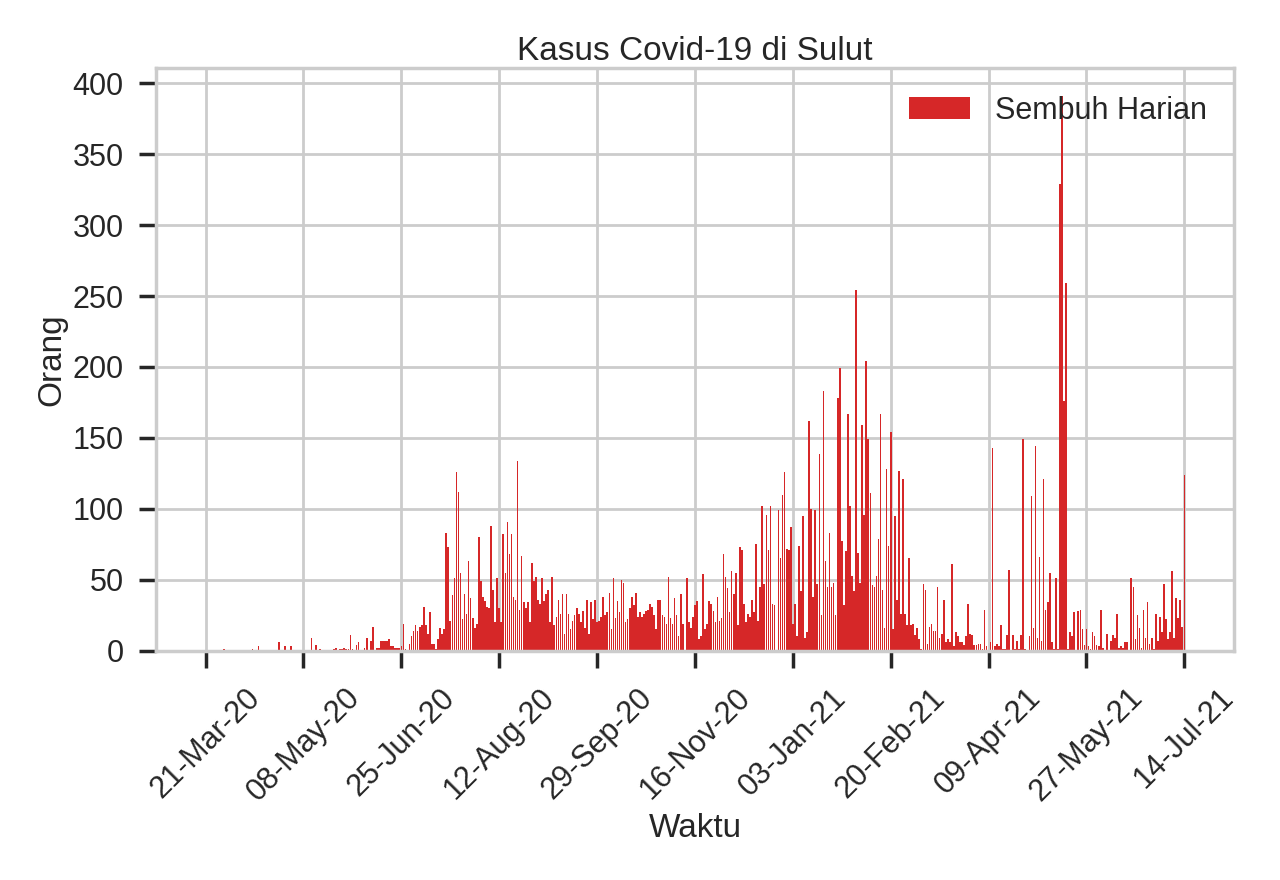 Kasus Covid-19 di Sulut
Sembuh Harian
400
350
300
250
200
150
100
50
0
Orang
21-Mar-20
08-May-20
25-Jun-20
12-Aug-20
29-Sep-20
16-Nov-20
03-Jan-21
20-Feb-21
09-Apr-21
27-May-21
14-Jul-21
Waktu